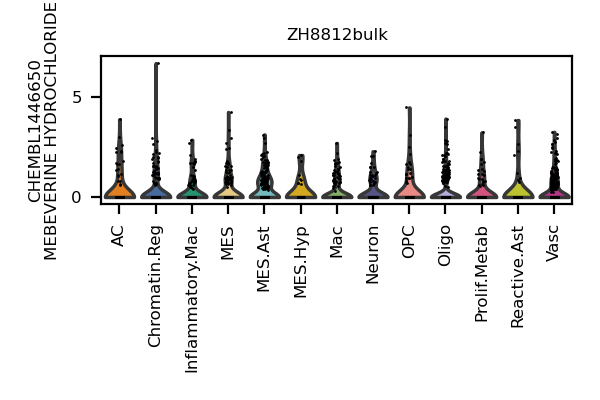 ZH8812bulk
CHEMBL1446650
MEBEVERINE HYDROCHLORIDE
5
0
AC
Chromatin.Reg
Inflammatory.Mac
MES
MES.Ast
MES.Hyp
Mac
Neuron
OPC
Oligo
Prolif.Metab
Reactive.Ast
Vasc